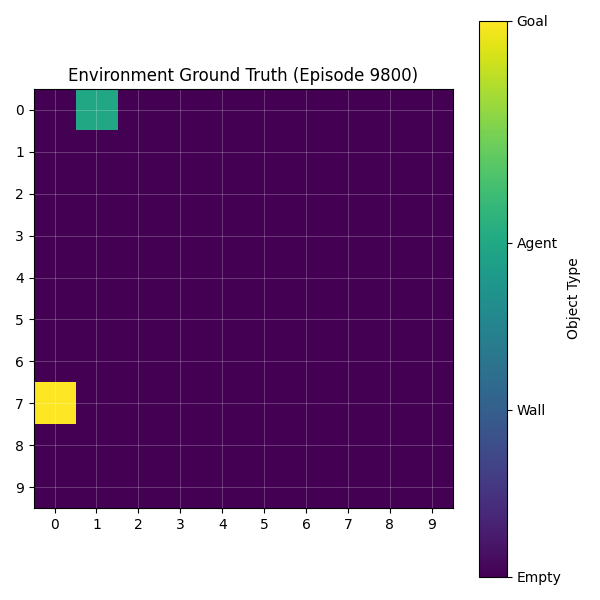 Environment Ground Truth (Episode 9800)
0
1
2
3
4
5
6
7
8
9
0 1 2 3 4 5 6 7 8 9
Goal
Agent
Wall
Empty
Object Type